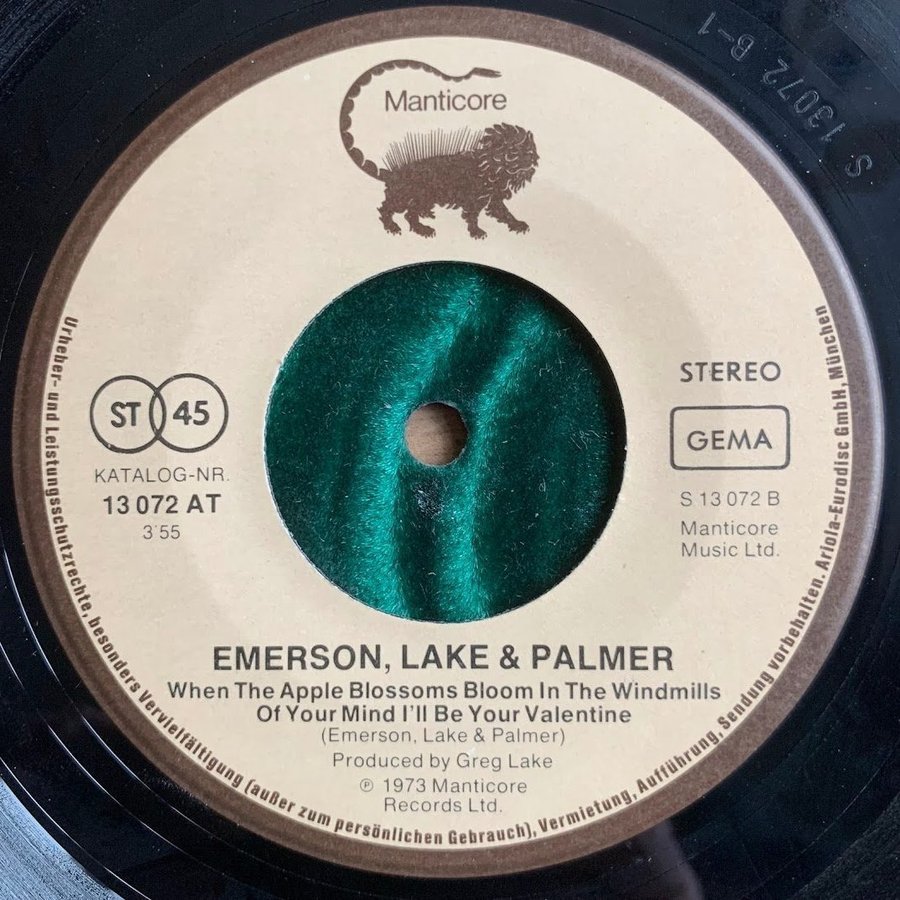 Manticore
S 13072 B-1
ST 45
KATALOG-NR.
13 072 AT
3'55
STEREO
GEMA
S 13 072 B
Manticore
Music Ltd.
EMERSON, LAKE & PALMER
When The Apple Blossoms Bloom In The Windmills
Of Your Mind I'll Be Your Valentine
(Emerson, Lake & Palmer)
Produced by Greg Lake
℗ 1973 Manticore
Records Ltd.
Urheber- und Leistungsschutzrechte, besonders Vervielfältigung (außer zum persönlichen Gebrauch), Vermietung, Aufführung, Sendung vorbehalten. Ariola-Eurodisc GmbH, München